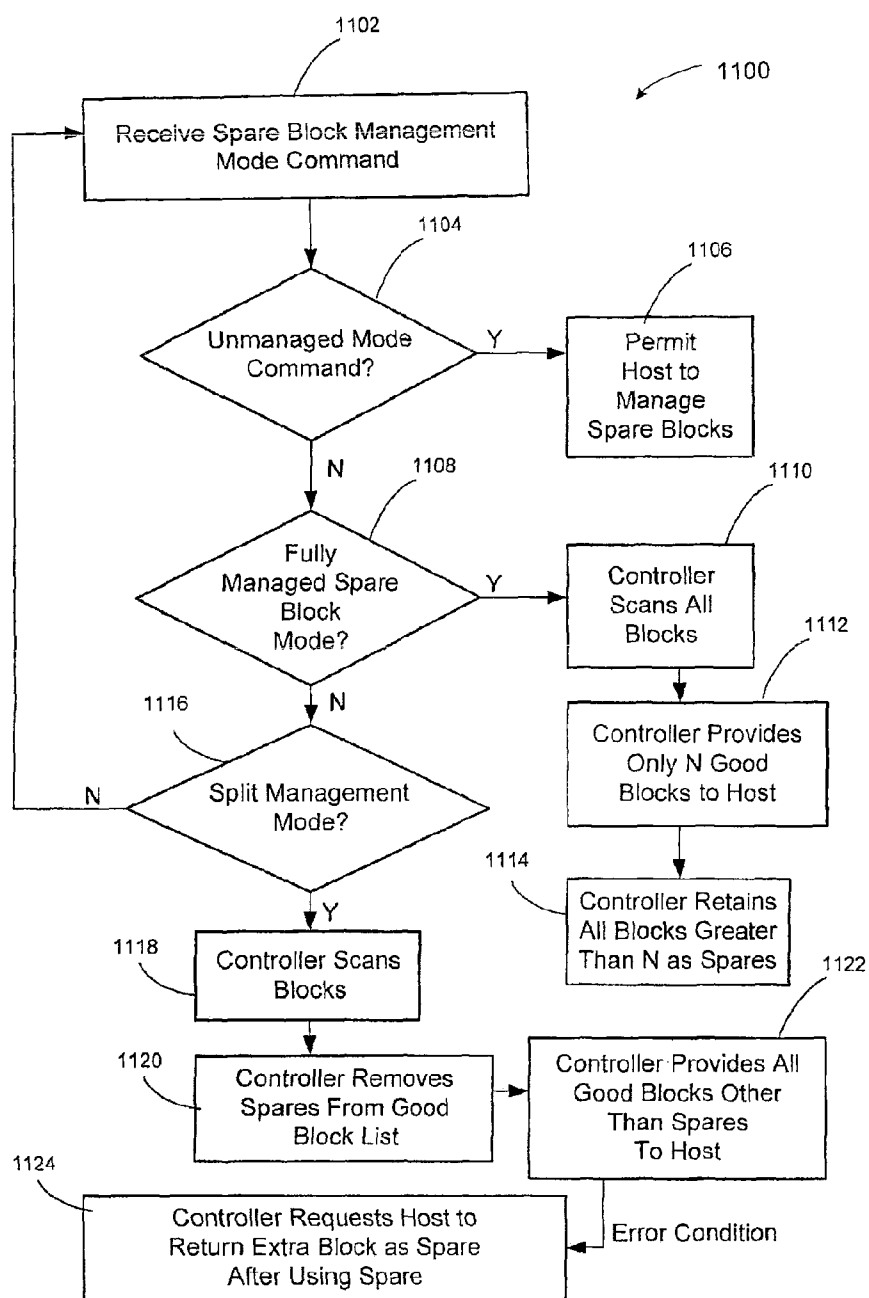 1102
1100
Receive Spare Block Management
Mode Command
1104
Unmanaged Mode
Command?
Y
1106
Permit
Host to
Manage
Spare Blocks
N
1108
Fully
Managed Spare
Block
Mode?
Y
1110
Controller
Scans All
Blocks
N
1112
Controller Provides
Only N Good
Blocks to Host
1116
Split Management
Mode?
N
1114
Controller Retains
All Blocks Greater
Than N as Spares
Y
1118
Controller Scans
Blocks
1120
Controller Removes
Spares From Good
Block List
1122
Controller Provides All
Good Blocks Other
Than Spares
To Host
1124
Controller Requests Host to
Return Extra Block as Spare
After Using Spare
Error Condition